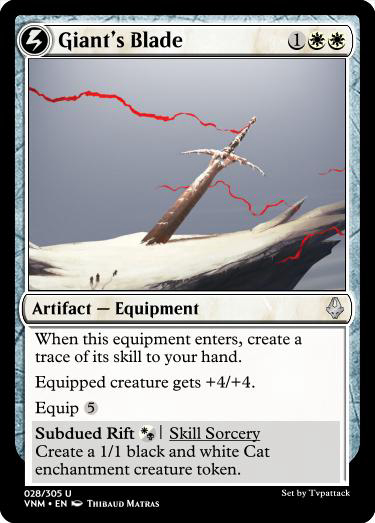 Giant's Blade 1
Artifact — Equipment
When this equipment enters, create a
trace of its skill to your hand.
Equipped creature gets +4/+4.
Equip 5
Subdued Rift | Skill Sorcery
Create a 1/1 black and white Cat
enchantment creature token.
028/305 U
VNM • EN Thibaud Matras
Set by Tvpattack